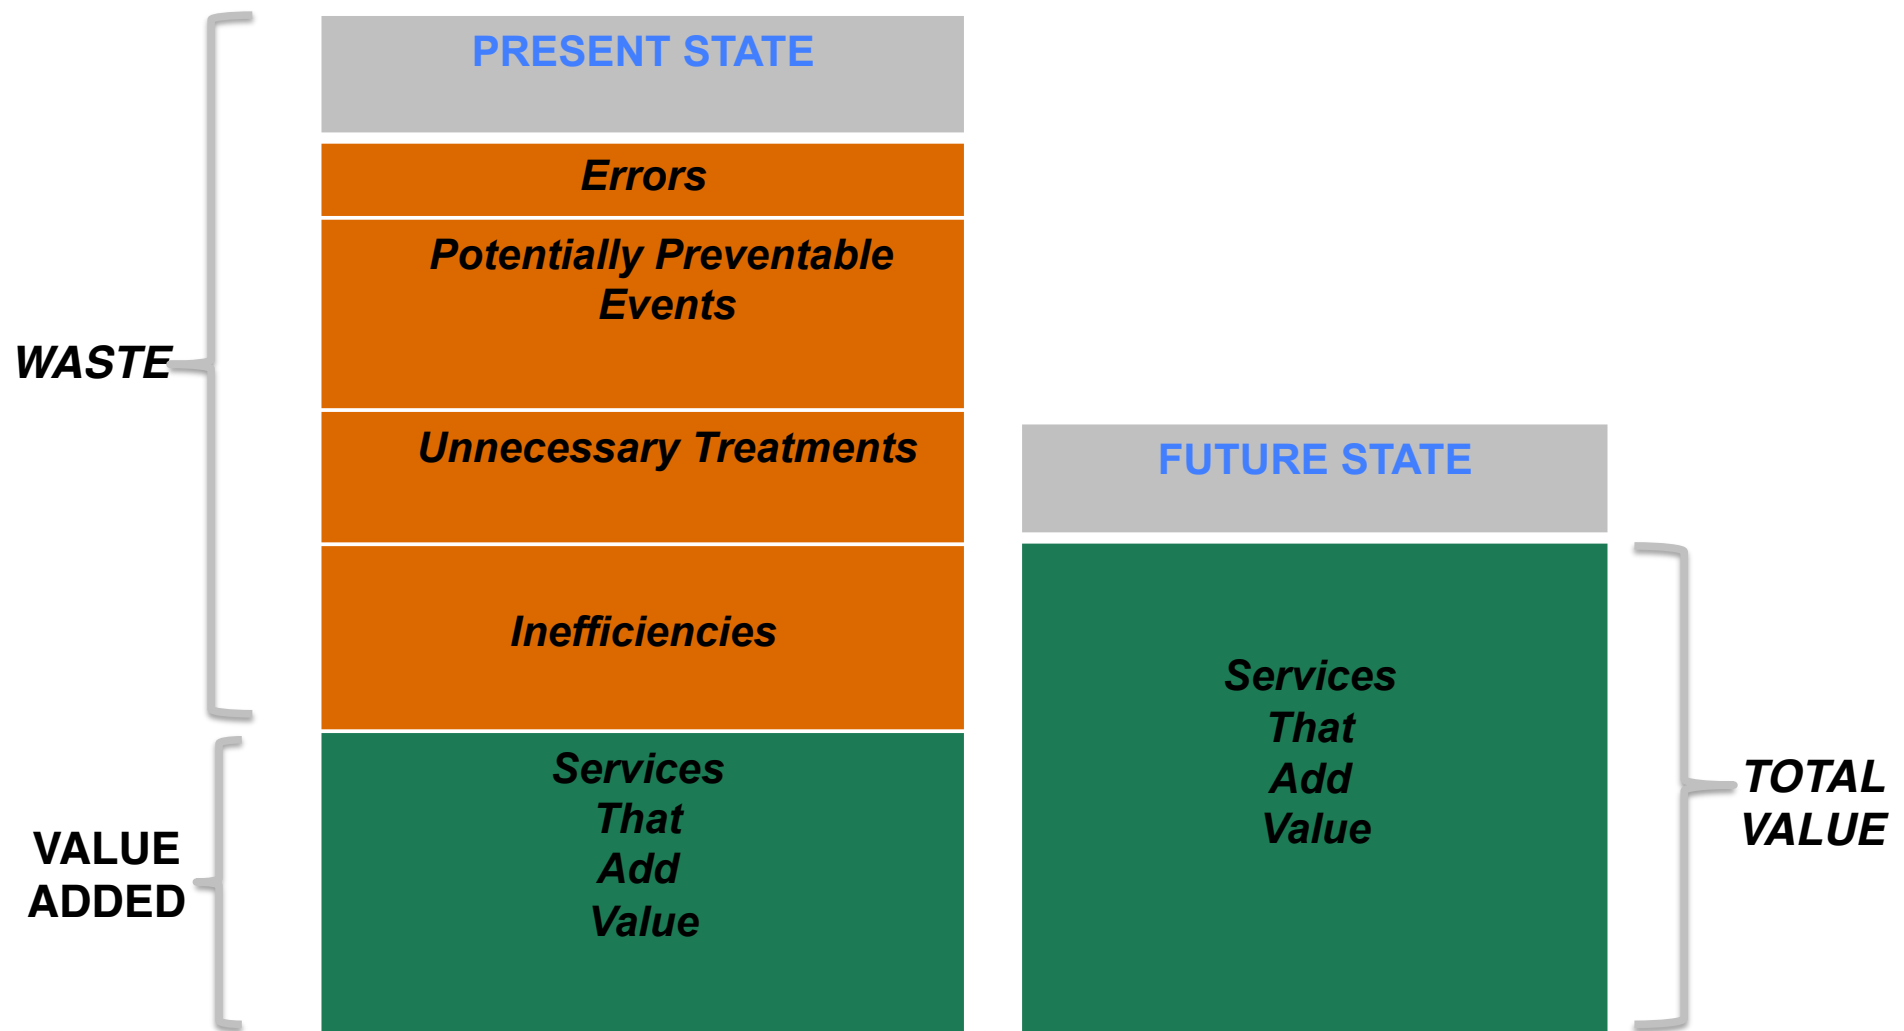 PRESENT STATE
Errors
Potentially Preventable
Events
WASTE
Unnecessary Treatments
Inefficiencies
Services
That
Add
Value
VALUE
ADDED
FUTURE STATE
Services
That
Add
Value
TOTAL
VALUE